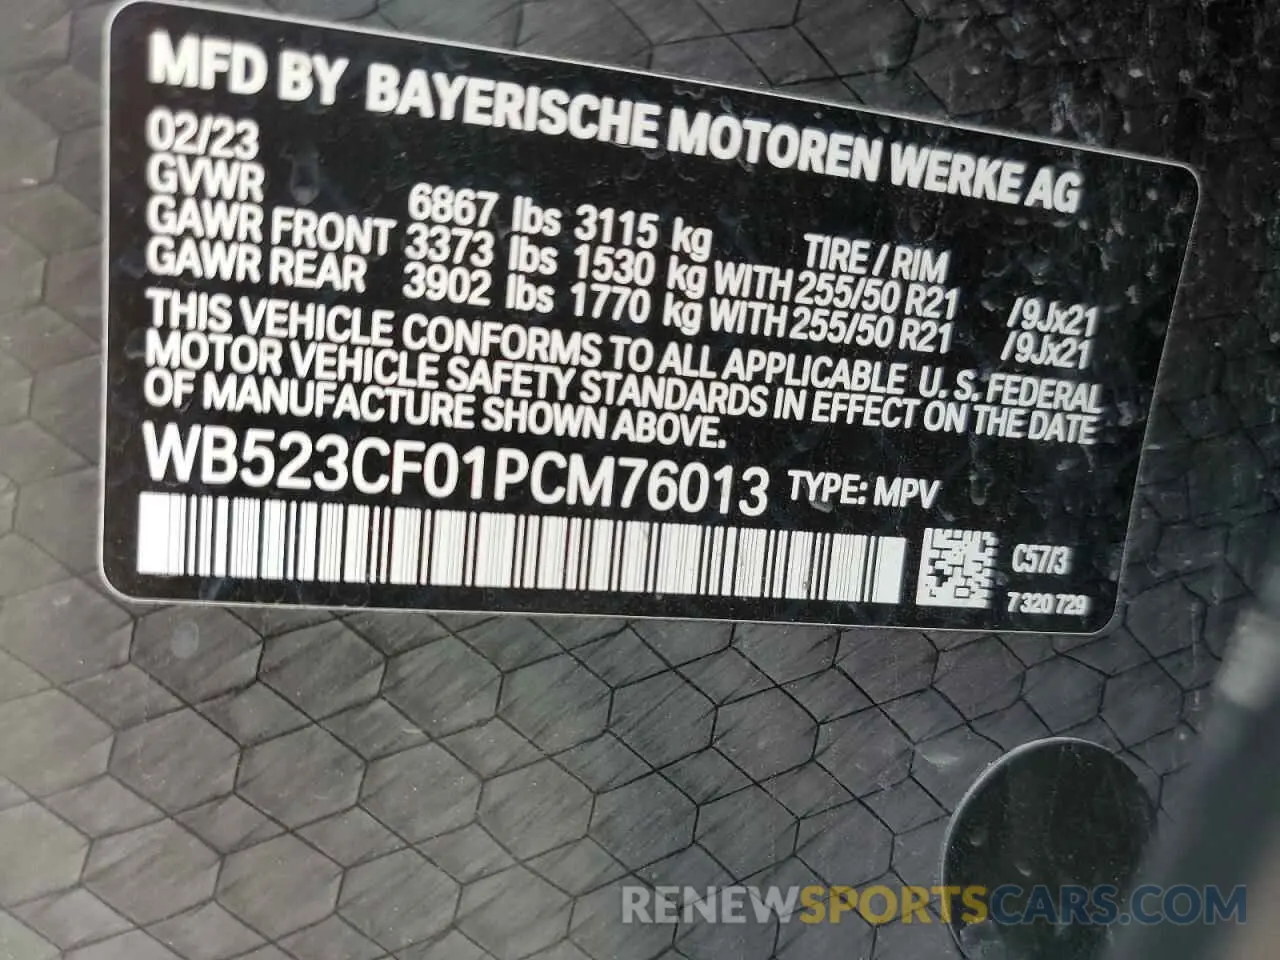 MFD BY BAYERISCHE MOTOREN WERKE AG
02/23
GVWR 6867 lbs 3115 kg TIRE / RIM
GAWR FRONT 3373 lbs 1530 kg WITH 255/50 R21 /9Jx21
GAWR REAR 3902 lbs 1770 kg WITH 255/50 R21 /9Jx21
THIS VEHICLE CONFORMS TO ALL APPLICABLE U. S. FEDERAL
MOTOR VEHICLE SAFETY STANDARDS IN EFFECT ON THE DATE
OF MANUFACTURE SHOWN ABOVE.
WB523CF01PCM76013 TYPE: MPV
C57/3
7 320 729
RENEWSPORTSCARS.COM